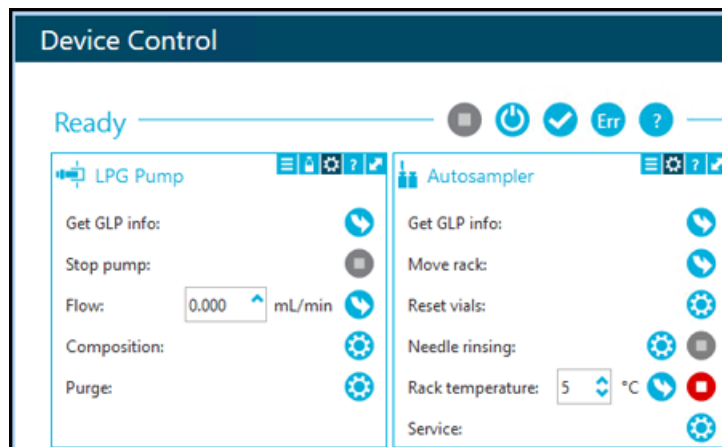 Device Control
Ready
Err
?
LPG Pump
?
Get GLP info:
Stop pump:
Flow: 0.000 mL/min
Composition:
Purge:
Autosampler
?
Get GLP info:
Move rack:
Reset vials:
Needle rinsing:
Rack temperature: 5 °C
Service: